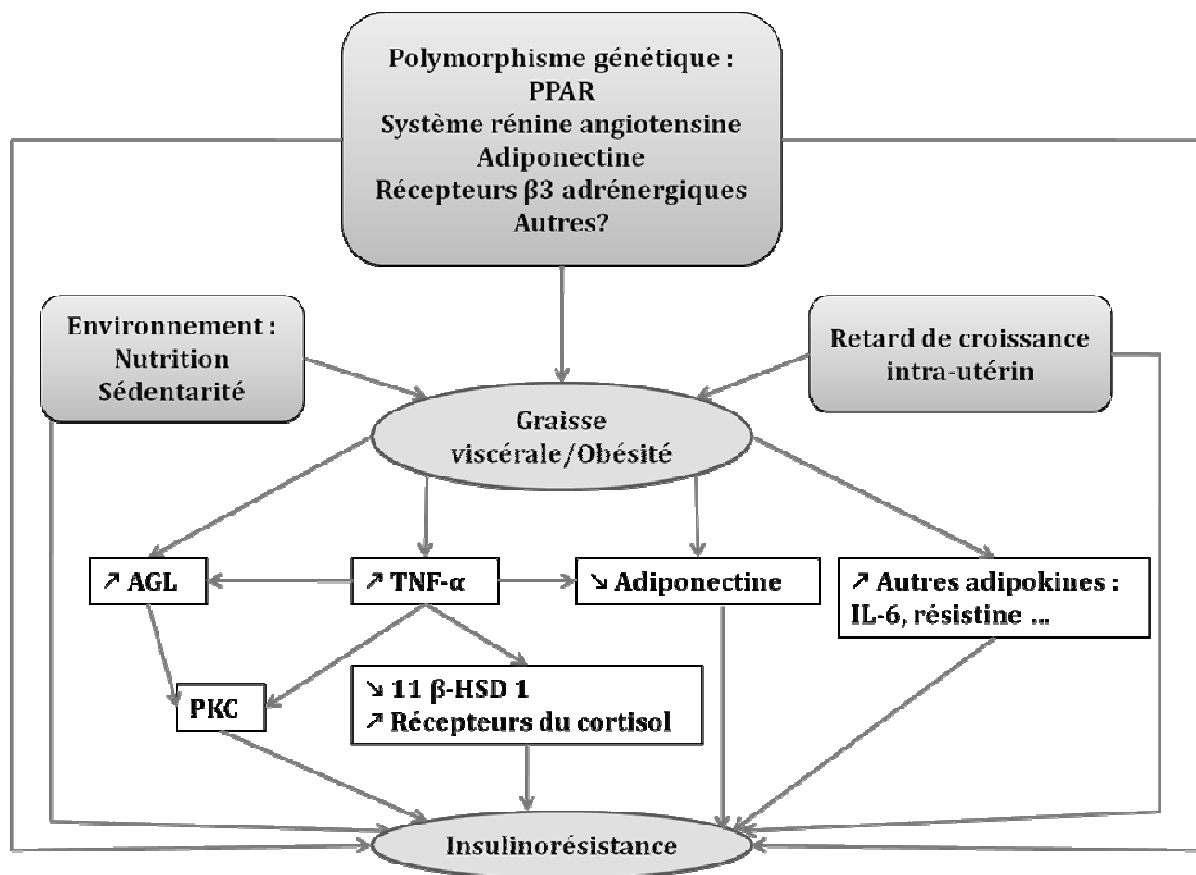 Polymorphisme génétique :
PPAR
Système rénine angiotensine
Adiponectine
Récepteurs β3 adrénergiques
Autres?
Environnement :
Nutrition
Sédentarité
Retard de croissance
intra-utérin
Graisse
viscérale/Obésité
↗ AGL
↗ TNF-α
↘ Adiponectine
↗ Autres adipokines :
IL-6, résistine ...
PKC
↘ 11 β-HSD 1
↗ Récepteurs du cortisol
Insulinorésistance